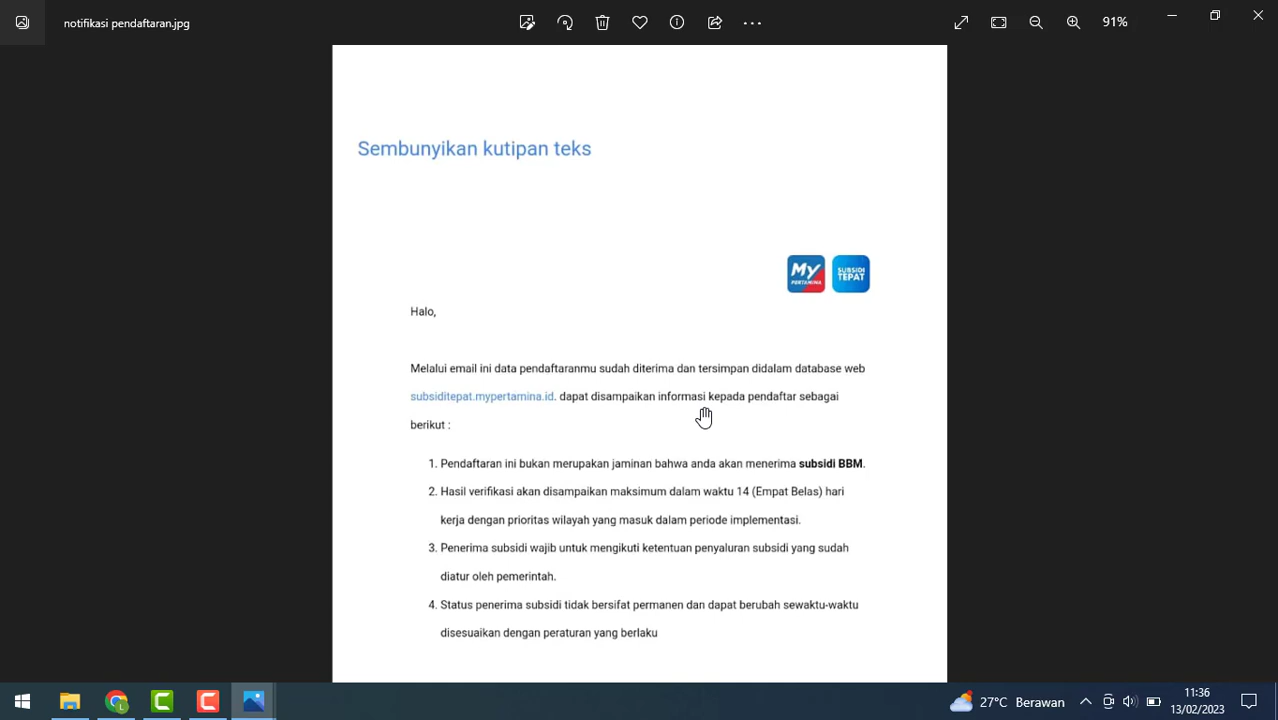 notifikasi pendaftaran.jpg
91%
Sembunyikan kutipan teks
My
PERTAMINA
SUBSIDI
TEPAT
Halo,
Melalui email ini data pendaftaranmu sudah diterima dan tersimpan didalam database web
subsiditepat.mypertamina.id. dapat disampaikan informasi kepada pendaftar sebagai
berikut :
1. Pendaftaran ini bukan merupakan jaminan bahwa anda akan menerima subsidi BBM.
2. Hasil verifikasi akan disampaikan maksimum dalam waktu 14 (Empat Belas) hari
kerja dengan prioritas wilayah yang masuk dalam periode implementasi.
3. Penerima subsidi wajib untuk mengikuti ketentuan penyaluran subsidi yang sudah
diatur oleh pemerintah.
4. Status penerima subsidi tidak bersifat permanen dan dapat berubah sewaktu-waktu
disesuaikan dengan peraturan yang berlaku
27°C Berawan
11:36
13/02/2023